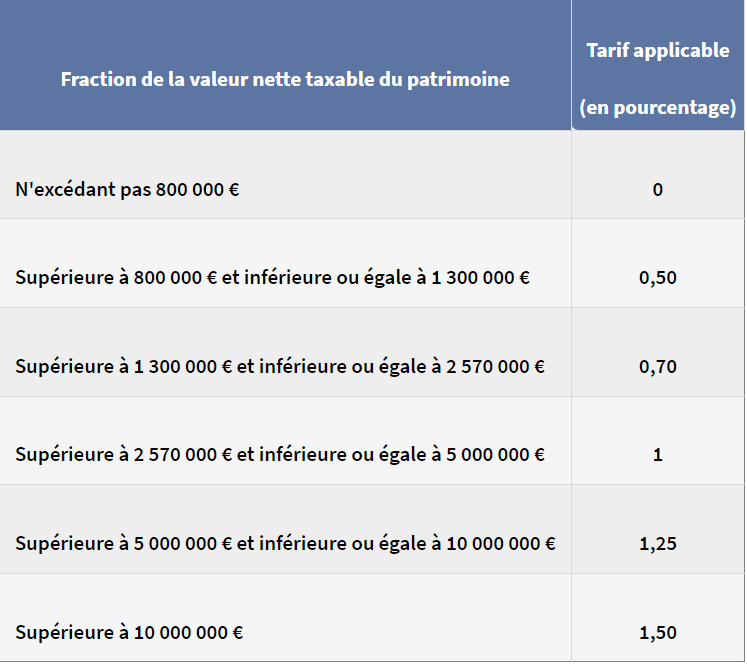 Fraction de la valeur nette taxable du patrimoine
Tarif applicable
(en pourcentage)
N'excédant pas 800 000 €
0
Supérieure à 800 000 € et inférieure ou égale à 1 300 000 €
0,50
Supérieure à 1 300 000 € et inférieure ou égale à 2 570 000 €
0,70
Supérieure à 2 570 000 € et inférieure ou égale à 5 000 000 €
1
Supérieure à 5 000 000 € et inférieure ou égale à 10 000 000 €
1,25
Supérieure à 10 000 000 €
1,50